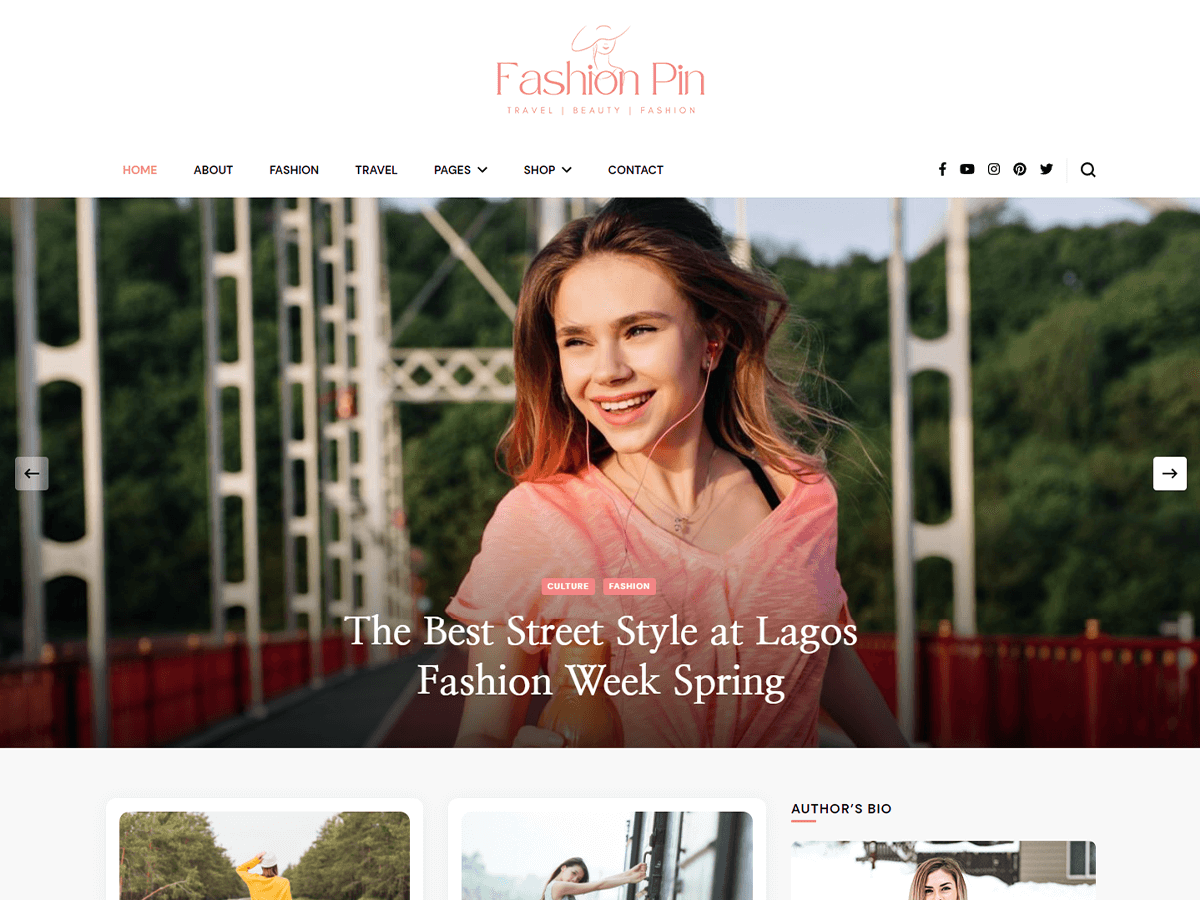 Fashion Pin
TRAVEL | BEAUTY | FASHION
HOME ABOUT FASHION TRAVEL PAGES SHOP CONTACT
CULTURE FASHION
The Best Street Style at Lagos
Fashion Week Spring
AUTHOR'S BIO